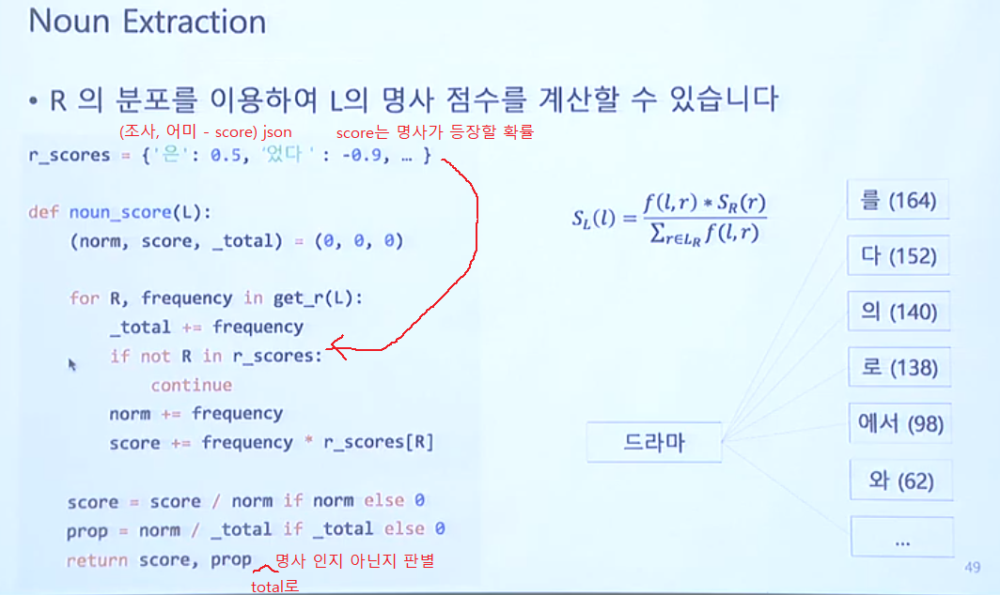 Noun Extraction
• R 의 분포를 이용하여 L의 명사 점수를 계산할 수 있습니다
(조사, 어미 - score) json
score는 명사가 등장할 확률
r_scores = {'은': 0.5, '었다 ' : -0.9, … }
def noun_score(L):
(norm, score, _total) = (0, 0, 0)
for R, frequency in get_r(L):
_total += frequency
if not R in r_scores:
continue
norm += frequency
score += frequency * r_scores[R]
score = score / norm if norm else 0
prop = norm / _total if _total else 0
return score, prop
명사 인지 아닌지 판별
total로
S_L(l) = f(l,r) * S_R(r) / ∑_{r∈L_R} f(l,r)
드라마
를 (164)
다 (152)
의 (140)
로 (138)
에서 (98)
와 (62)
...
49